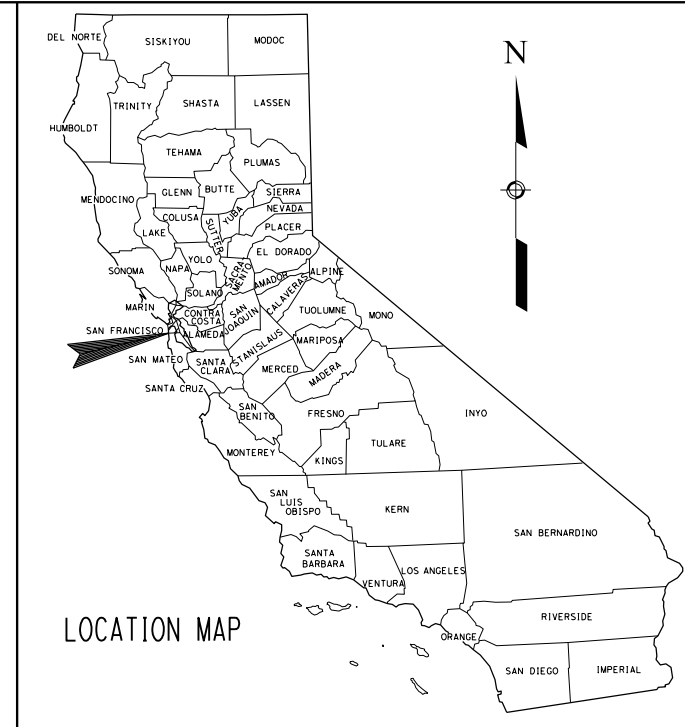 DEL NORTE
SISKIYOU
MODOC
N
TRINITY
SHASTA
LASSEN
HUMBOLDT
TEHAMA
PLUMAS
MENDOCINO
GLENN
BUTTE
SIERRA
NEVADA
YUBA
COLUSA
PLACER
SUTTER
LAKE
EL DORADO
YOLO
SACRA
MENTO
SONOMA
NAPA
AMADOR
ALPINE
SOLANO
CALAVERAS
MARIN
CONTRA
COSTA
SAN
JOAQUIN
TUOLUMNE
MONO
SAN FRANCISCO
ALAMEDA
STANISLAUS
MARIPOSA
SAN MATEO
SANTA
CLARA
MERCED
MADERA
SANTA CRUZ
SAN
BENITO
FRESNO
INYO
MONTEREY
KINGS
TULARE
SAN
LUIS
OBISPO
KERN
SAN BERNARDINO
SANTA
BARBARA
VENTURA
LOS ANGELES
LOCATION MAP
ORANGE
RIVERSIDE
SAN DIEGO
IMPERIAL